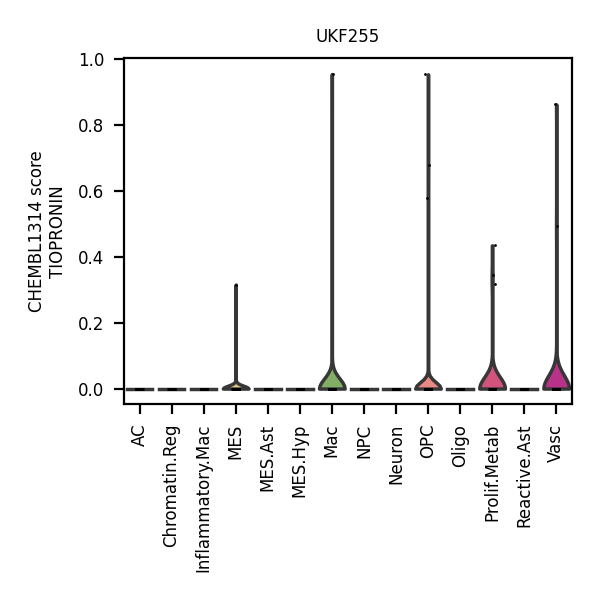 UKF255
CHEMBL1314 score
TIOPRONIN
1.0
0.8
0.6
0.4
0.2
0.0
AC
Chromatin.Reg
Inflammatory.Mac
MES
MES.Ast
MES.Hyp
Mac
NPC
Neuron
OPC
Oligo
Prolif.Metab
Reactive.Ast
Vasc